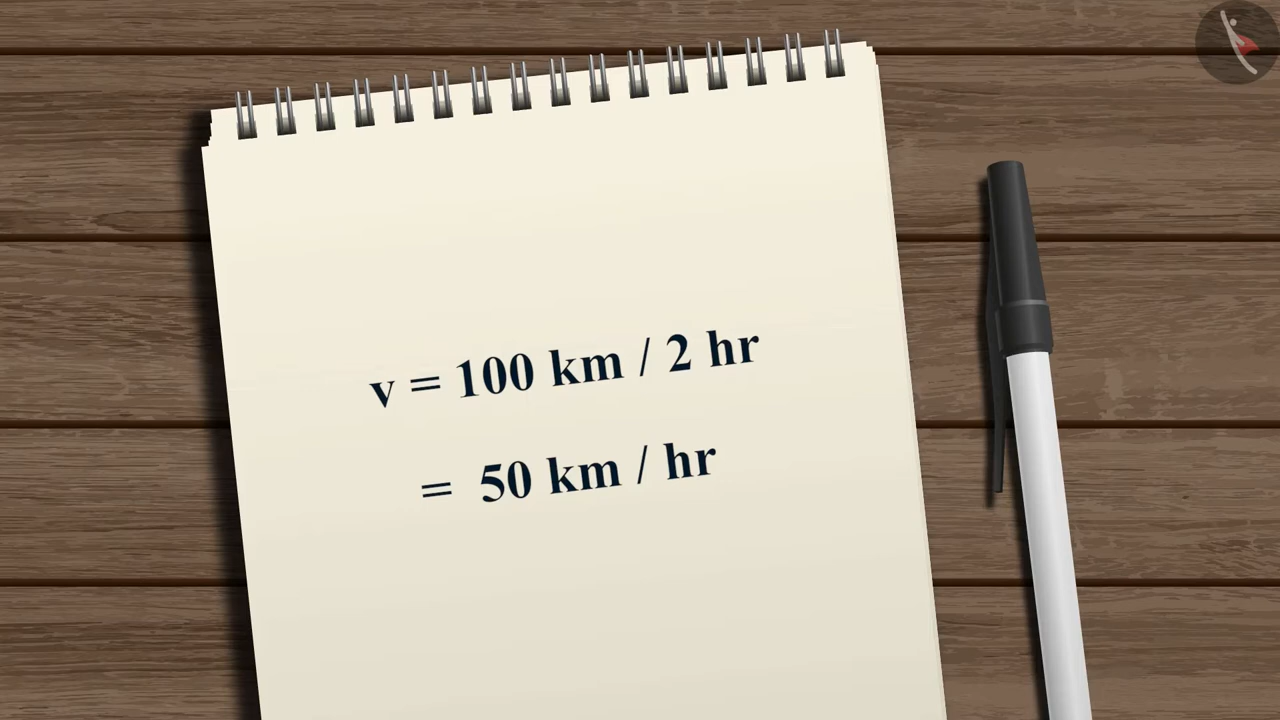 v = 100 km / 2 hr
= 50 km / hr